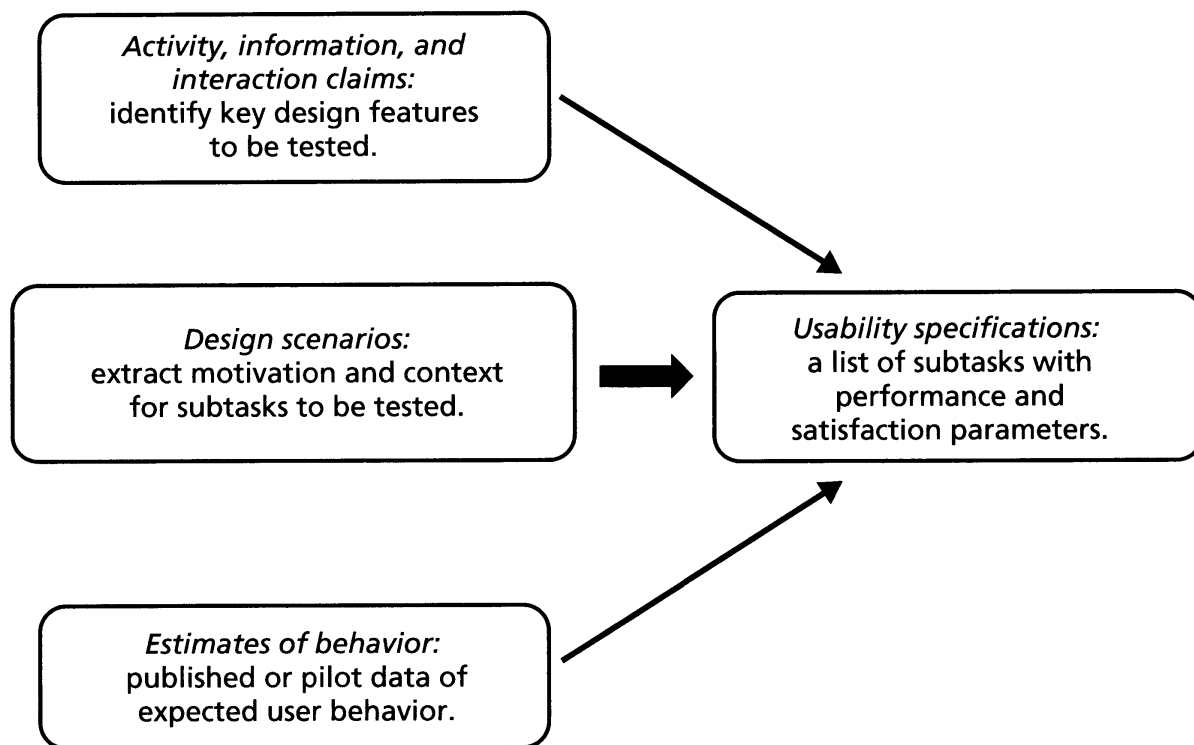 Activity, information, and
interaction claims:
identify key design features
to be tested.
Design scenarios:
extract motivation and context
for subtasks to be tested.
Usability specifications:
a list of subtasks with
performance and
satisfaction parameters.
Estimates of behavior:
published or pilot data of
expected user behavior.